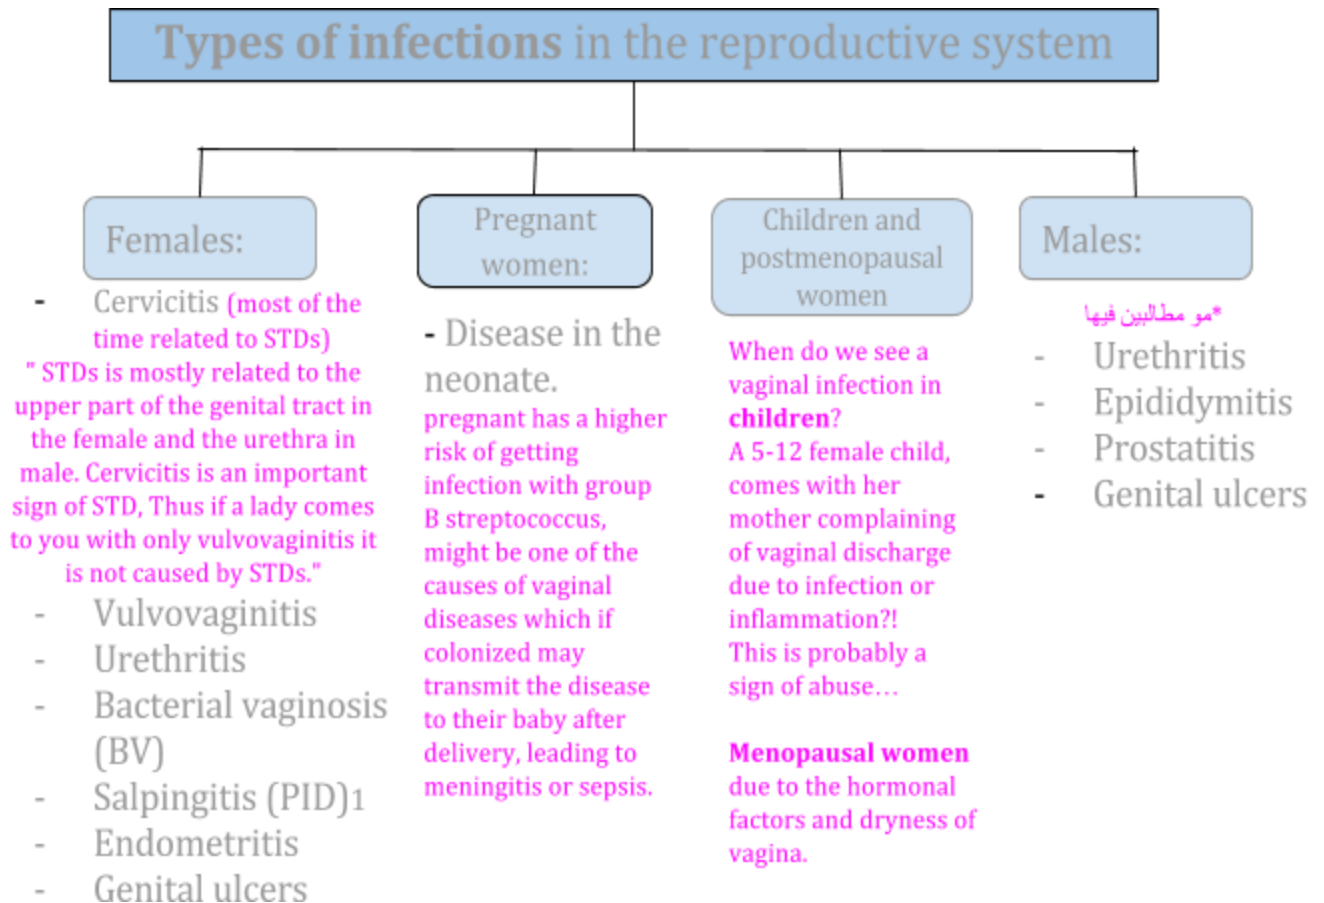 Types of infections in the reproductive system
Females:
- Cervicitis (most of the
time related to STDs)
" STDs is mostly related to the
upper part of the genital tract in
the female and the urethra in
male. Cervicitis is an important
sign of STD, Thus if a lady comes
to you with only vulvovaginitis it
is not caused by STDs."
- Vulvovaginitis
- Urethritis
- Bacterial vaginosis
(BV)
- Salpingitis (PID)1
- Endometritis
- Genital ulcers
Pregnant
women:
- Disease in the
neonate.
pregnant has a higher
risk of getting
infection with group
B streptococcus,
might be one of the
causes of vaginal
diseases which if
colonized may
transmit the disease
to their baby after
delivery, leading to
meningitis or sepsis.
Children and
postmenopausal
women
When do we see a
vaginal infection in
children?
A 5-12 female child,
comes with her
mother complaining
of vaginal discharge
due to infection or
inflammation?!
This is probably a
sign of abuse...
Menopausal women
due to the hormonal
factors and dryness of
vagina.
Males:
*مو مطالبين فيها
- Urethritis
- Epididymitis
- Prostatitis
- Genital ulcers